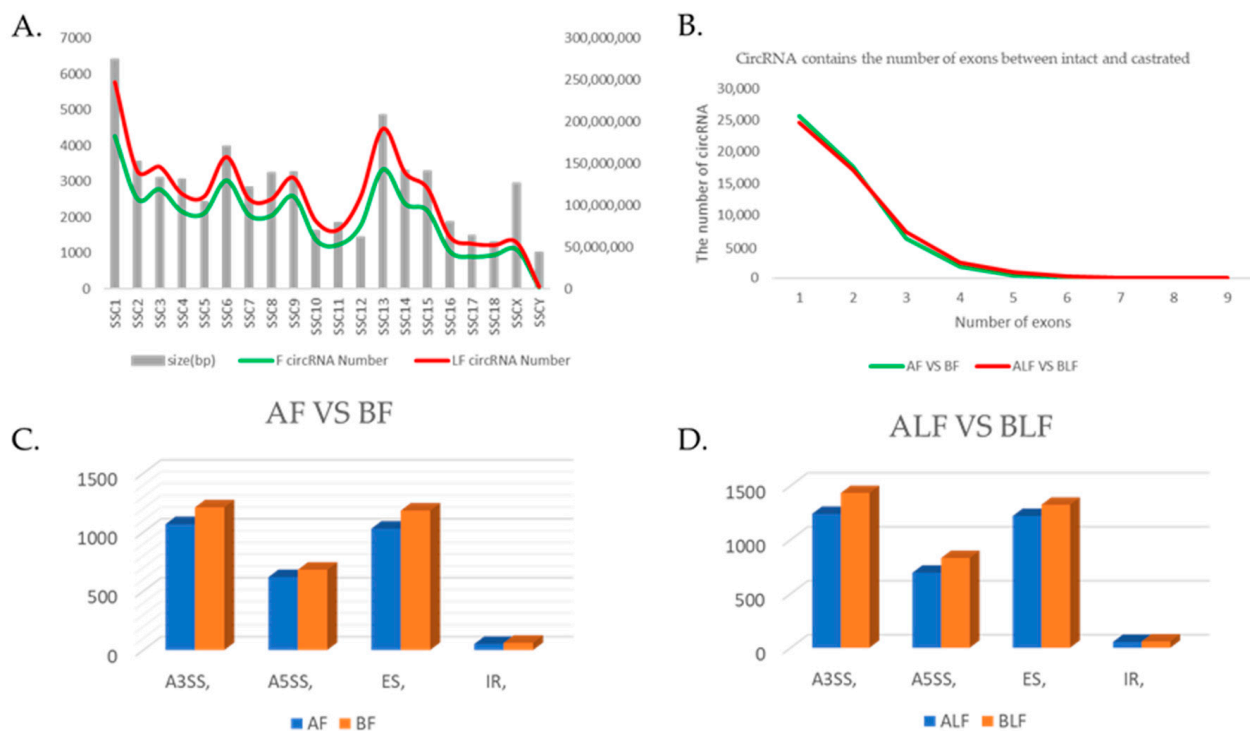 A.
7000
6000
5000
4000
3000
2000
1000
0
300,000,000
250,000,000
200,000,000
150,000,000
100,000,000
50,000,000
0
SSC1
SSC2
SSC3
SSC4
SSC5
SSC6
SSC7
SSC8
SSC9
SSC10
SSC11
SSC12
SSC13
SSC14
SSC15
SSC16
SSC17
SSC18
SSCX
SSCY
size(bp) F circRNA Number LF circRNA Number
B.
CircRNA contains the number of exons between intact and castrated
The number of circRNA
30,000
25,000
20,000
15,000
10,000
5000
0
1 2 3 4 5 6 7 8 9
Number of exons
AF VS BF ALF VS BLF
C.
AF VS BF
1500
1000
500
0
A3SS, A5SS, ES, IR,
AF BF
D.
ALF VS BLF
1500
1000
500
0
A3SS, A5SS, ES, IR,
ALF BLF